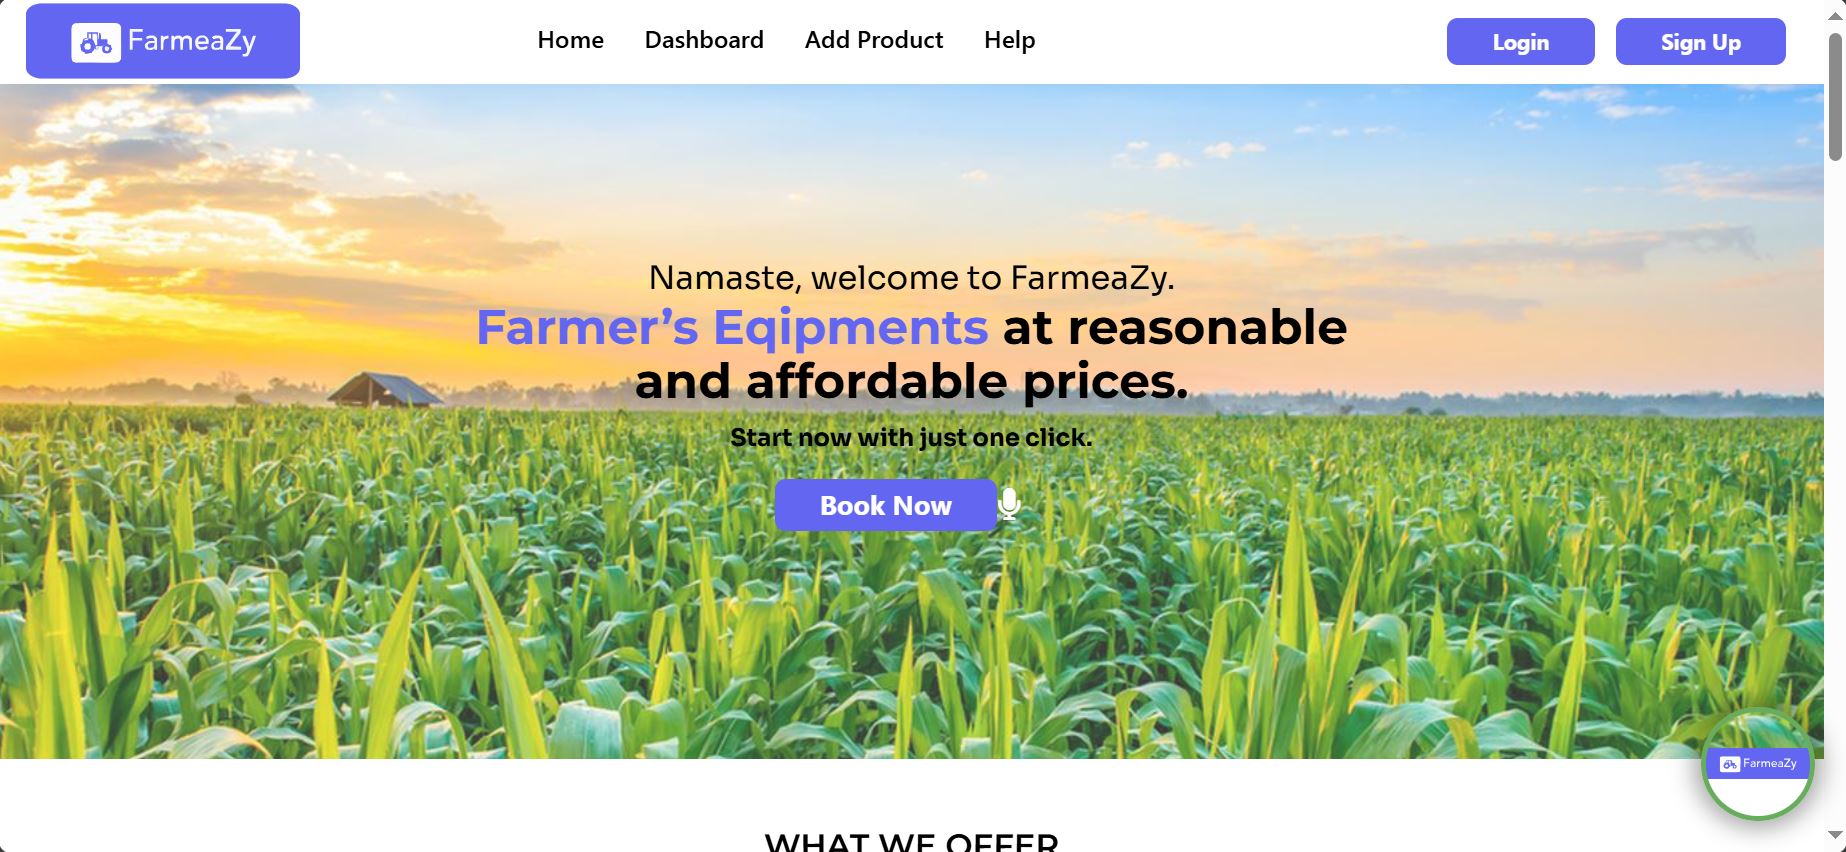 FarmeaZy
Home
Dashboard
Add Product
Help
Login
Sign Up
Namaste, welcome to FarmeaZy.
Farmer’s Eqipments at reasonable
and affordable prices.
Start now with just one click.
Book Now
FarmeaZy
WHAT WE OFFER